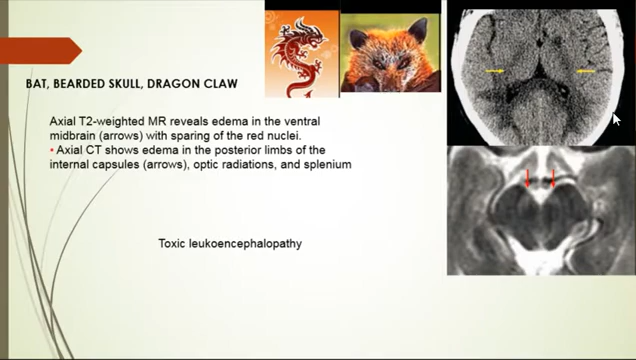 BAT, BEARDED SKULL, DRAGON CLAW
Axial T2-weighted MR reveals edema in the ventral
midbrain (arrows) with sparing of the red nuclei.
• Axial CT shows edema in the posterior limbs of the
internal capsules (arrows), optic radiations, and splenium
Toxic leukoencephalopathy